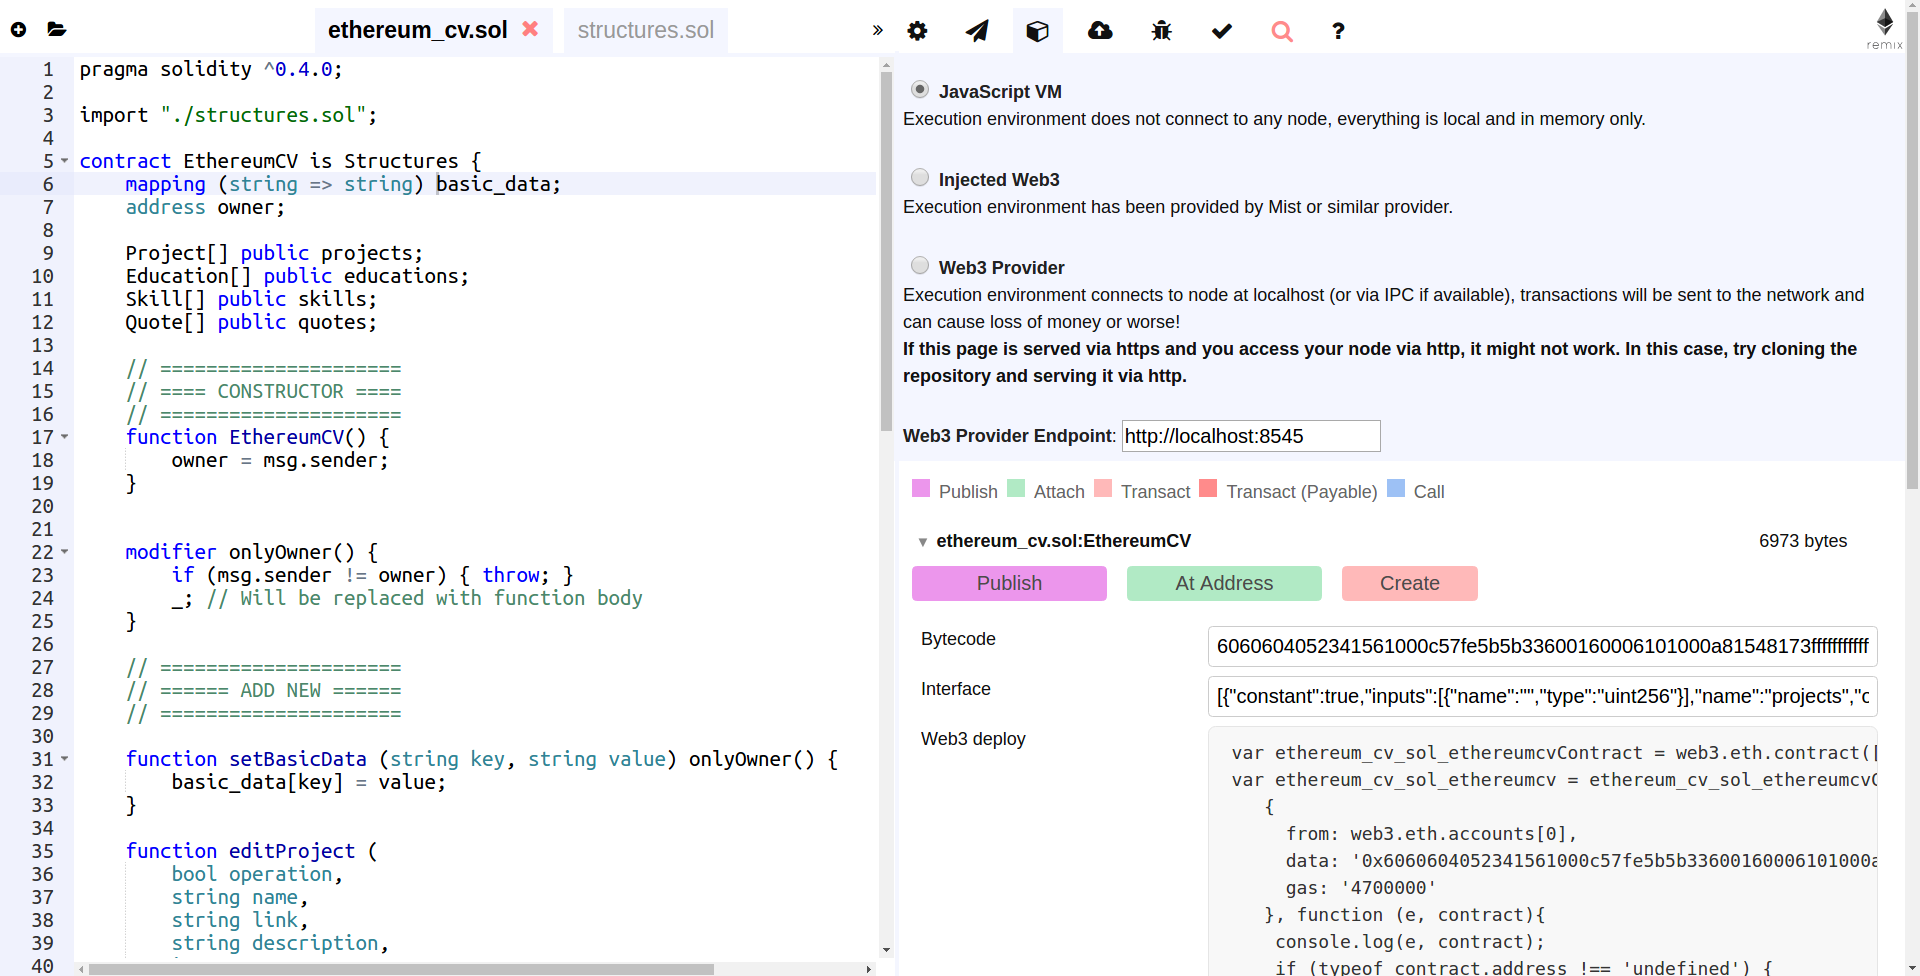 ethereum_cv.sol ✖ structures.sol » ?
remix
1 pragma solidity ^0.4.0;
2
3 import "./structures.sol";
4
5 contract EthereumCV is Structures {
6 mapping (string => string) basic_data;
7 address owner;
8
9 Project[] public projects;
10 Education[] public educations;
11 Skill[] public skills;
12 Quote[] public quotes;
13
14 // =====================
15 // ==== CONSTRUCTOR ====
16 // =====================
17 function EthereumCV() {
18 owner = msg.sender;
19 }
20
21
22 modifier onlyOwner() {
23 if (msg.sender != owner) { throw; }
24 _; // Will be replaced with function body
25 }
26
27 // =====================
28 // ====== ADD NEW ======
29 // =====================
30
31 function setBasicData (string key, string value) onlyOwner() {
32 basic_data[key] = value;
33 }
34
35 function editProject (
36 bool operation,
37 string name,
38 string link,
39 string description,
40
JavaScript VM
Execution environment does not connect to any node, everything is local and in memory only.
Injected Web3
Execution environment has been provided by Mist or similar provider.
Web3 Provider
Execution environment connects to node at localhost (or via IPC if available), transactions will be sent to the network and
can cause loss of money or worse!
If this page is served via https and you access your node via http, it might not work. In this case, try cloning the
repository and serving it via http.
Web3 Provider Endpoint: http://localhost:8545
Publish Attach Transact Transact (Payable) Call
▼ ethereum_cv.sol:EthereumCV 6973 bytes
Publish At Address Create
Bytecode 6060604052341561000c57fe5b5b33600160006101000a81548173fffffffffff
Interface [{"constant":true,"inputs":[{"name":"","type":"uint256"}],"name":"projects","o
Web3 deploy
var ethereum_cv_sol_ethereumcvContract = web3.eth.contract([
var ethereum_cv_sol_ethereumcv = ethereum_cv_sol_ethereumcvC
{
from: web3.eth.accounts[0],
data: '0x6060604052341561000c57fe5b5b33600160006101000a
gas: '4700000'
}, function (e, contract){
console.log(e, contract);
if (typeof contract.address !== 'undefined') {